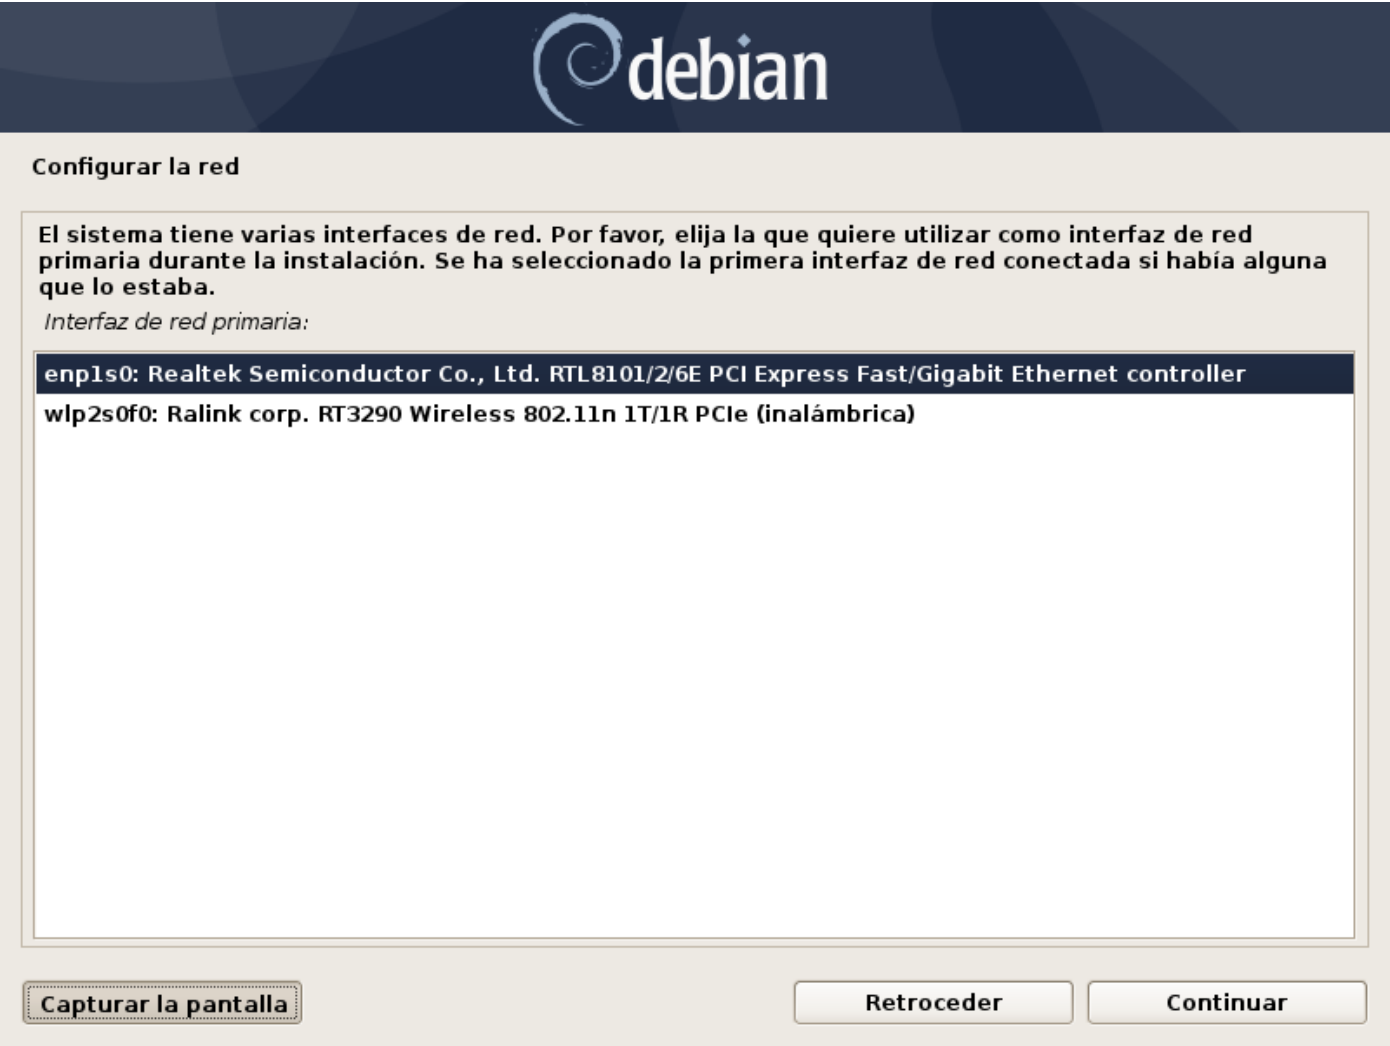 debian
Configurar la red
El sistema tiene varias interfaces de red. Por favor, elija la que quiere utilizar como interfaz de red
primaria durante la instalación. Se ha seleccionado la primera interfaz de red conectada si había alguna
que lo estaba.
Interfaz de red primaria:
enp1s0: Realtek Semiconductor Co., Ltd. RTL8101/2/6E PCI Express Fast/Gigabit Ethernet controller
wlp2s0f0: Ralink corp. RT3290 Wireless 802.11n 1T/1R PCIe (inalámbrica)
Capturar la pantalla
Retroceder
Continuar